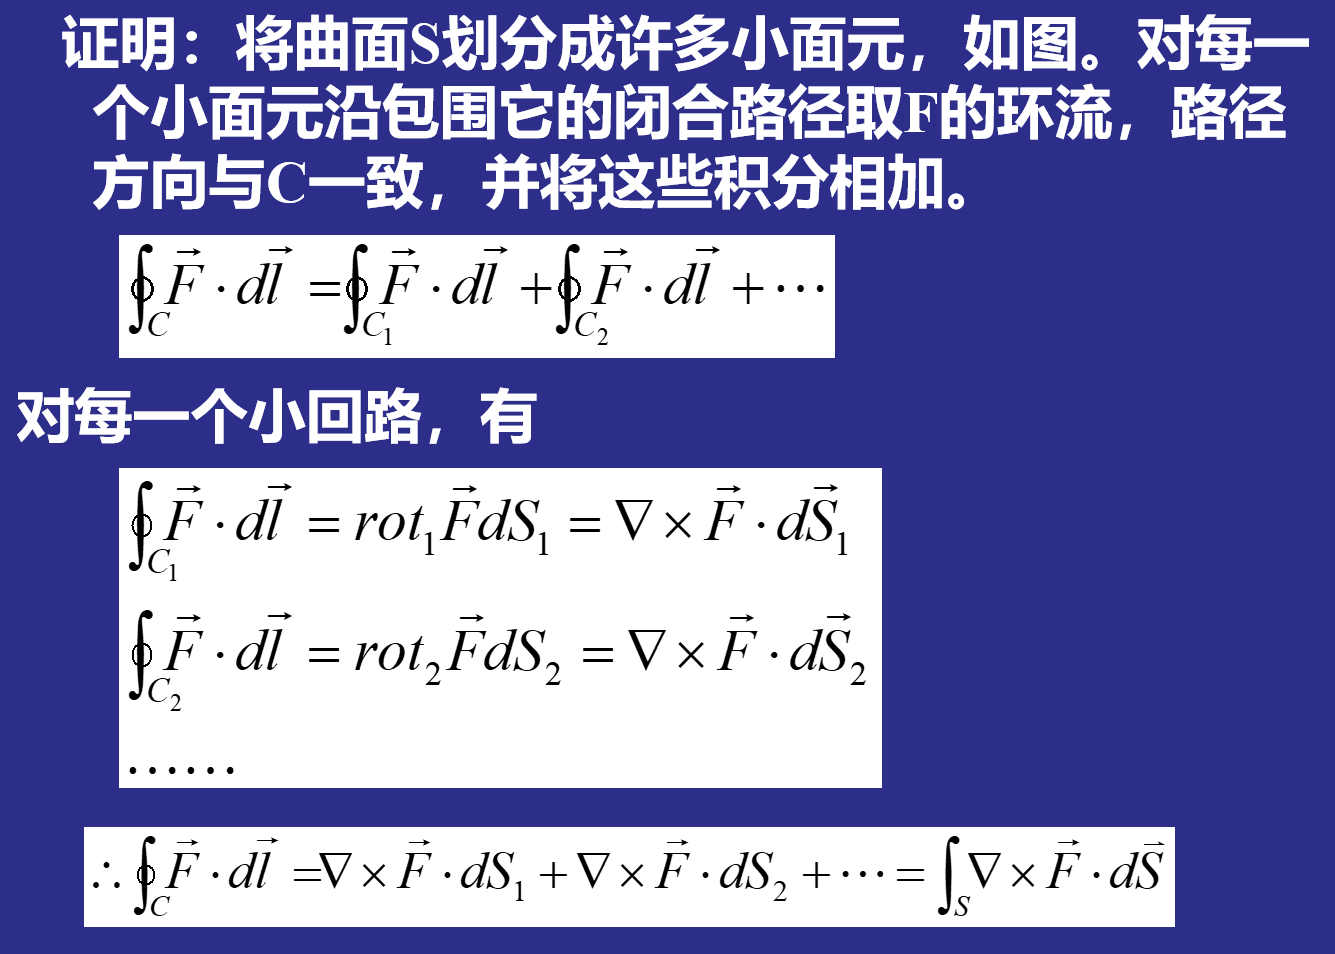 证明：将曲面S划分成许多小面元，如图。对每一
个小面元沿包围它的闭合路径取F的环流，路径
方向与C一致，并将这些积分相加。
$\oint_C \vec{F} \cdot d\vec{l} = \oint_{C_1} \vec{F} \cdot d\vec{l} + \oint_{C_2} \vec{F} \cdot d\vec{l} + \cdots$
对每一个小回路，有
$\oint_{C_1} \vec{F} \cdot d\vec{l} = rot_1 \vec{F} dS_1 = \nabla \times \vec{F} \cdot d\vec{S}_1$
$\oint_{C_2} \vec{F} \cdot d\vec{l} = rot_2 \vec{F} dS_2 = \nabla \times \vec{F} \cdot d\vec{S}_2$
……
$\therefore \oint_C \vec{F} \cdot d\vec{l} = \nabla \times \vec{F} \cdot dS_1 + \nabla \times \vec{F} \cdot dS_2 + \cdots = \int_S \nabla \times \vec{F} \cdot d\vec{S}$